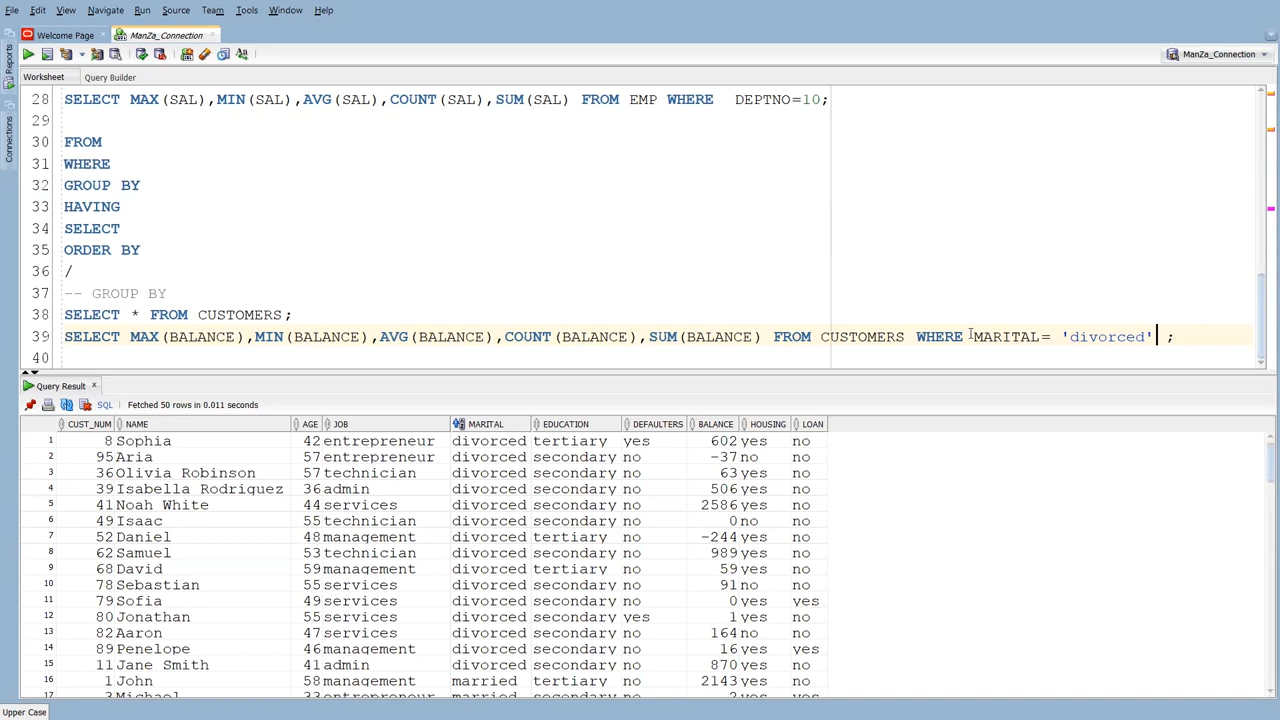 File Edit View Navigate Run Source Team Tools Window Help
Welcome Page ManZa_Connection
ManZa_Connection
Reports
Connections
Worksheet Query Builder
28 SELECT MAX(SAL),MIN(SAL),AVG(SAL),COUNT(SAL),SUM(SAL) FROM EMP WHERE DEPTNO=10;
29
30 FROM
31 WHERE
32 GROUP BY
33 HAVING
34 SELECT
35 ORDER BY
36 /
37 -- GROUP BY
38 SELECT * FROM CUSTOMERS;
39 SELECT MAX(BALANCE),MIN(BALANCE),AVG(BALANCE),COUNT(BALANCE),SUM(BALANCE) FROM CUSTOMERS WHERE MARITAL= 'divorced' ;
40
Query Result
SQL Fetched 50 rows in 0.011 seconds
CUST_NUM NAME AGE JOB MARITAL EDUCATION DEFAULTERS BALANCE HOUSING LOAN
1 8 Sophia 42 entrepreneur divorced tertiary yes 602 yes no
2 95 Aria 57 entrepreneur divorced secondary no -37 no no
3 36 Olivia Robinson 57 technician divorced secondary no 63 yes no
4 39 Isabella Rodriguez 36 admin divorced secondary no 506 yes no
5 41 Noah White 44 services divorced secondary no 2586 yes no
6 49 Isaac 55 technician divorced secondary no 0 no no
7 52 Daniel 48 management divorced tertiary no -244 yes no
8 62 Samuel 53 technician divorced secondary no 989 yes no
9 68 David 59 management divorced tertiary no 59 yes no
10 78 Sebastian 55 services divorced secondary no 91 no no
11 79 Sofia 49 services divorced secondary no 0 yes yes
12 80 Jonathan 55 services divorced secondary yes 1 yes no
13 82 Aaron 47 services divorced secondary no 164 no no
14 89 Penelope 46 management divorced secondary no 16 yes yes
15 11 Jane Smith 41 admin divorced secondary no 870 yes no
16 1 John 58 management married tertiary no 2143 yes no
17 3 Michael 33 entrepreneur married secondary no 2 yes yes
Upper Case